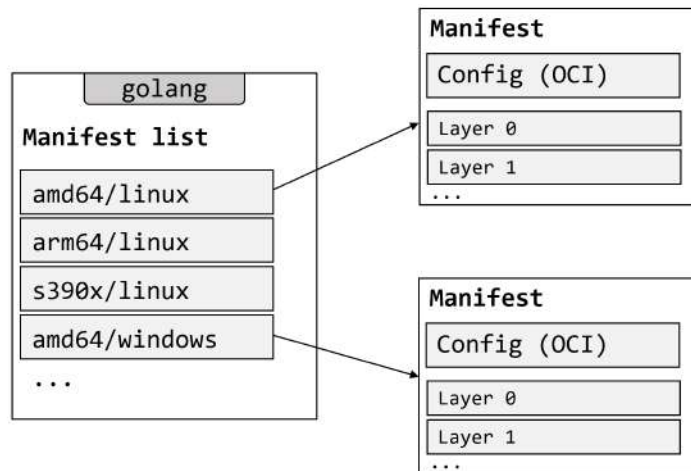 golang
Manifest list
amd64/linux
arm64/linux
s390x/linux
amd64/windows
...
Manifest
Config (OCI)
Layer 0
Layer 1
...
Manifest
Config (OCI)
Layer 0
Layer 1
...